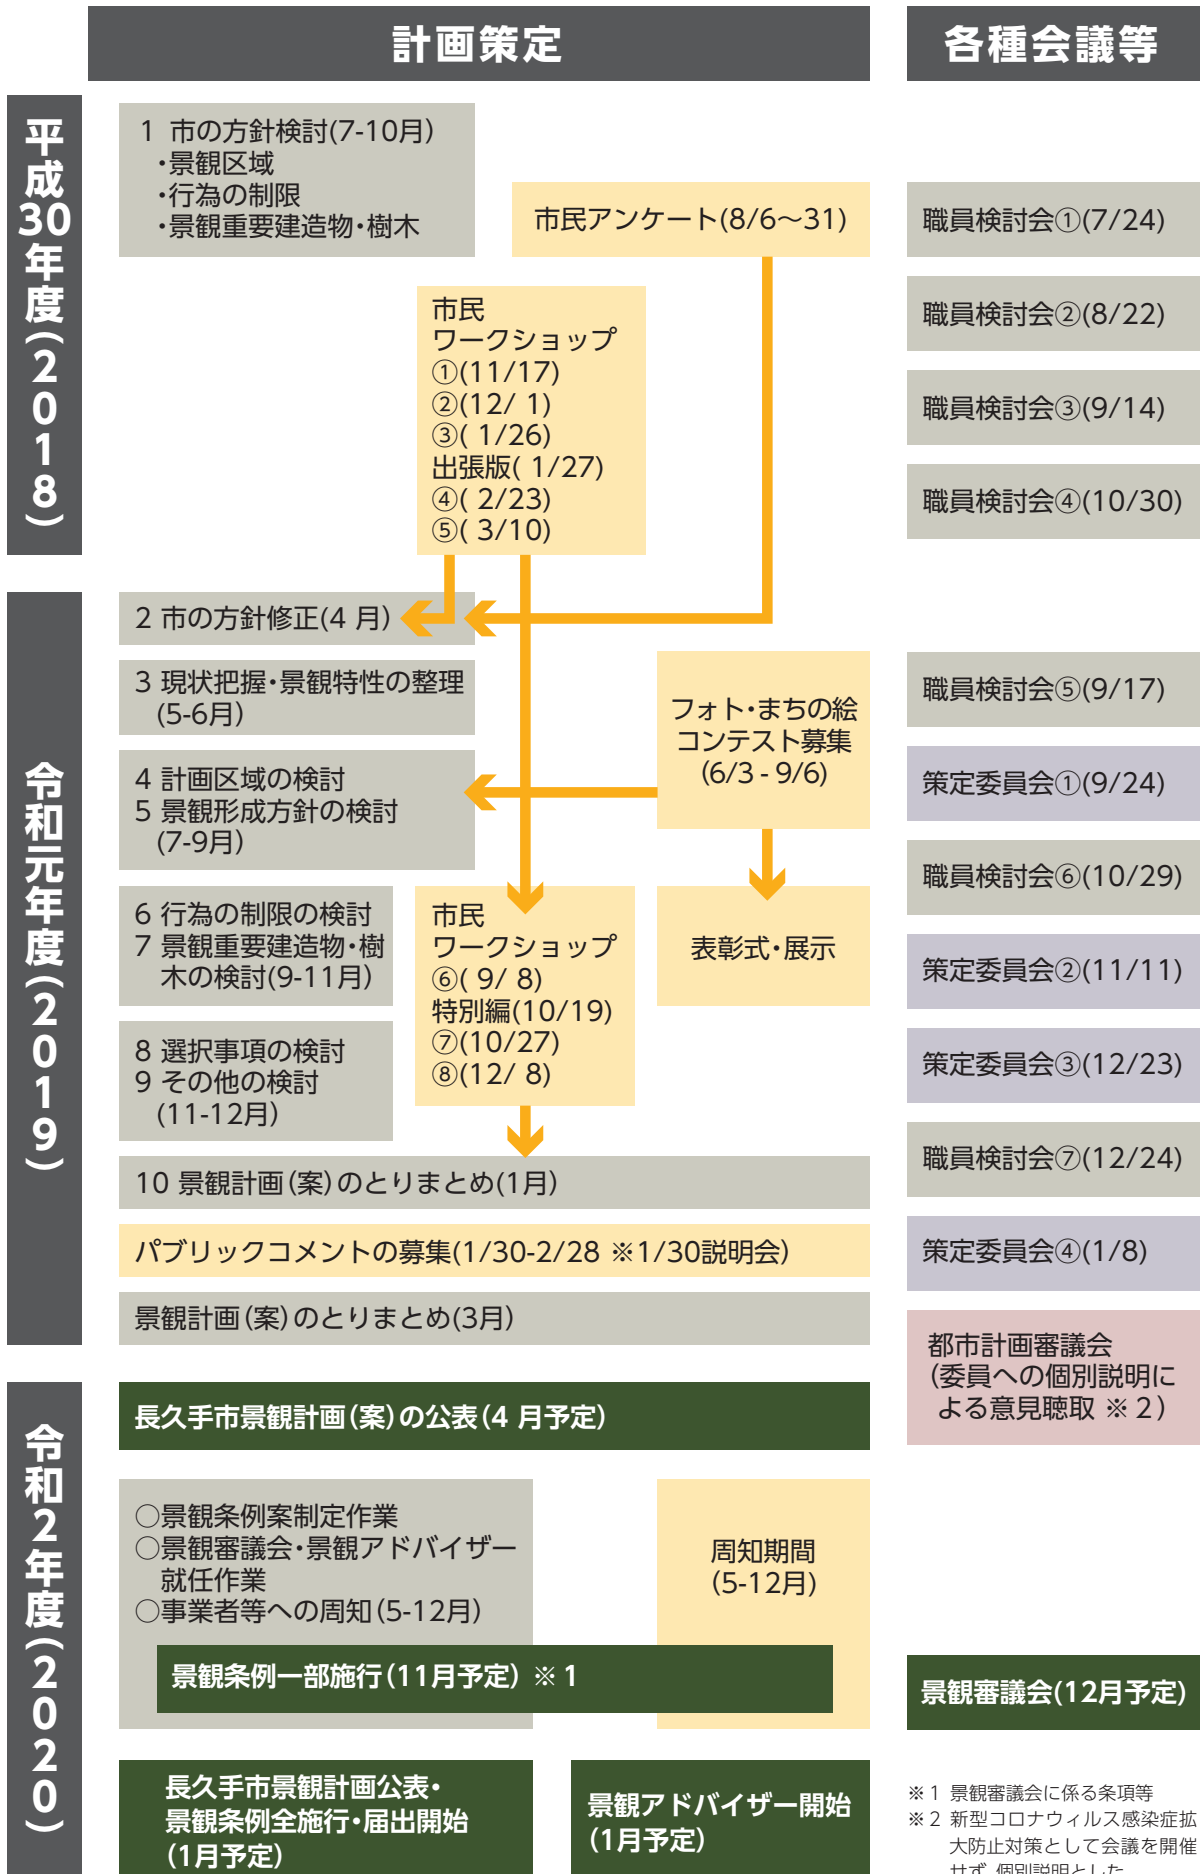 計画策定
各種会議等
平成30年度(2018)
1 市の方針検討(7-10月)
・景観区域
・行為の制限
・景観重要建造物・樹木
市民アンケート(8/6～31)
市民
ワークショップ
①(11/17)
②(12/ 1)
③( 1/26)
出張版( 1/27)
④( 2/23)
⑤( 3/10)
職員検討会①(7/24)
職員検討会②(8/22)
職員検討会③(9/14)
職員検討会④(10/30)
令和元年度(2019)
2 市の方針修正(4 月)
3 現状把握・景観特性の整理
(5-6月)
4 計画区域の検討
5 景観形成方針の検討
(7-9月)
フォト・まちの絵
コンテスト募集
(6/3 - 9/6)
6 行為の制限の検討
7 景観重要建造物・樹
木の検討(9-11月)
8 選択事項の検討
9 その他の検討
(11-12月)
市民
ワークショップ
⑥( 9/ 8)
特別編(10/19)
⑦(10/27)
⑧(12/ 8)
表彰式・展示
10 景観計画(案)のとりまとめ(1月)
パブリックコメントの募集(1/30-2/28 ※1/30説明会)
景観計画(案)のとりまとめ(3月)
職員検討会⑤(9/17)
策定委員会①(9/24)
職員検討会⑥(10/29)
策定委員会②(11/11)
策定委員会③(12/23)
職員検討会⑦(12/24)
策定委員会④(1/8)
都市計画審議会
(委員への個別説明に
よる意見聴取 ※ 2)
令和2年度(2020)
長久手市景観計画(案)の公表(4 月予定)
○景観条例案制定作業
○景観審議会・景観アドバイザー
就任作業
○事業者等への周知(5-12月)
周知期間
(5-12月)
景観条例一部施行(11月予定) ※ 1
景観審議会(12月予定)
長久手市景観計画公表・
景観条例全施行・届出開始
(1月予定)
景観アドバイザー開始
(1月予定)
※ 1 景観審議会に係る条項等
※ 2 新型コロナウィルス感染症拡
大防止対策として会議を開催
せず、個別説明とした